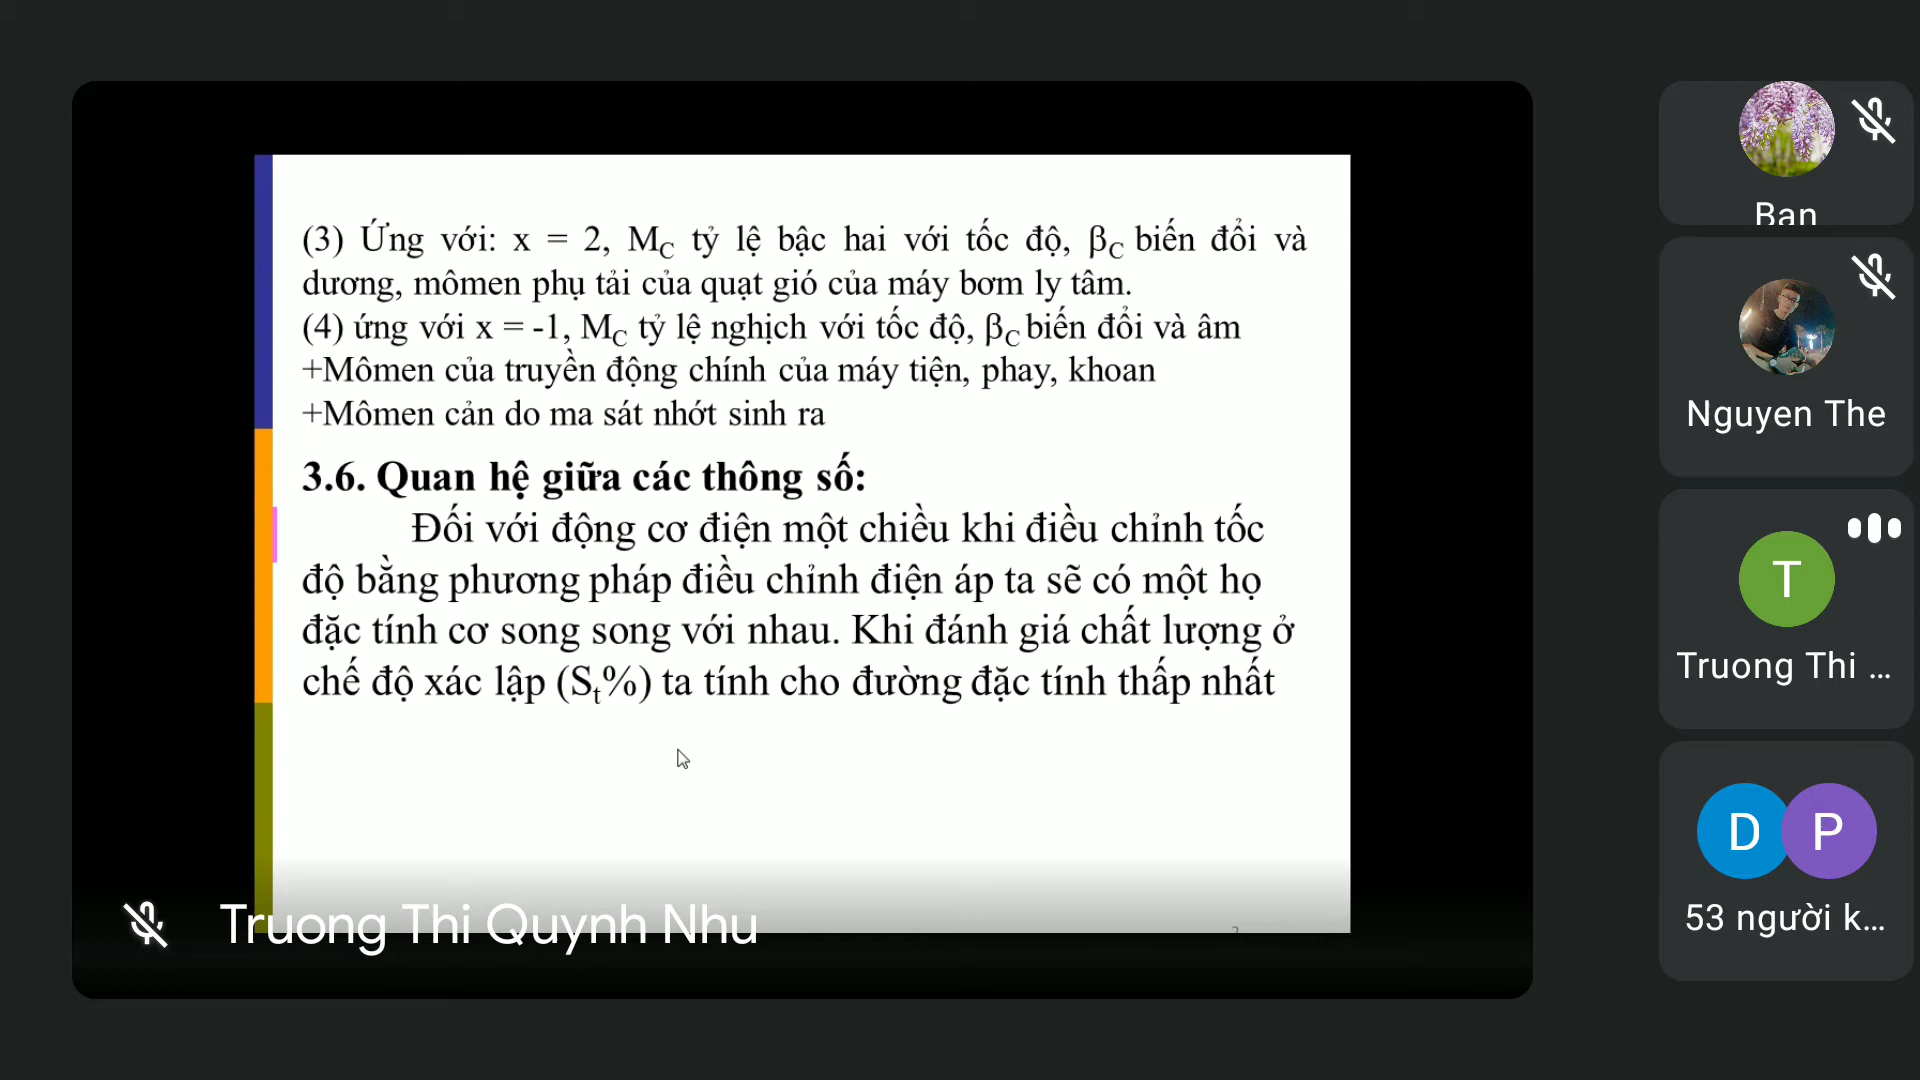 (3) Ứng với: x = 2, MC tỷ lệ bậc hai với tốc độ, βC biến đổi và
dương, mômen phụ tải của quạt gió của máy bơm ly tâm.
(4) ứng với x = -1, MC tỷ lệ nghịch với tốc độ, βC biến đổi và âm
+Mômen của truyền động chính của máy tiện, phay, khoan
+Mômen cản do ma sát nhớt sinh ra
3.6. Quan hệ giữa các thông số:
Đối với động cơ điện một chiều khi điều chỉnh tốc
độ bằng phương pháp điều chỉnh điện áp ta sẽ có một họ
đặc tính cơ song song với nhau. Khi đánh giá chất lượng ở
chế độ xác lập (St%) ta tính cho đường đặc tính thấp nhất
Truong Thi Quynh Nhu
Bạn
Nguyen The
T
Truong Thi ...
D P
53 người k...